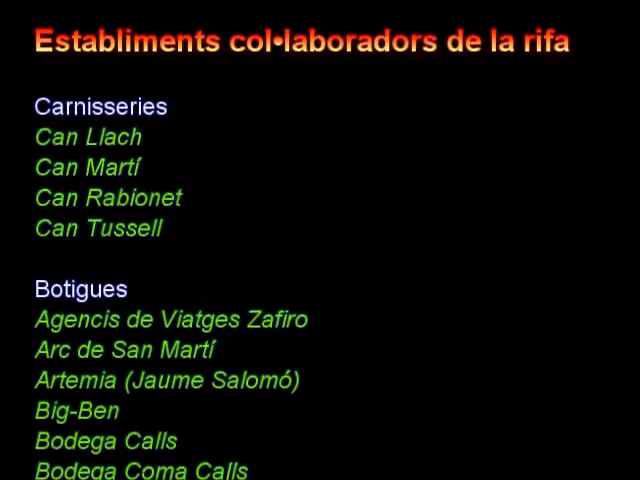 Establiments col•laboradors de la rifa
Carnisseries
Can Llach
Can Martí
Can Rabionet
Can Tussell
Botigues
Agencis de Viatges Zafiro
Arc de San Martí
Artemia (Jaume Salomó)
Big-Ben
Bodega Calls
Bodega Coma Calls